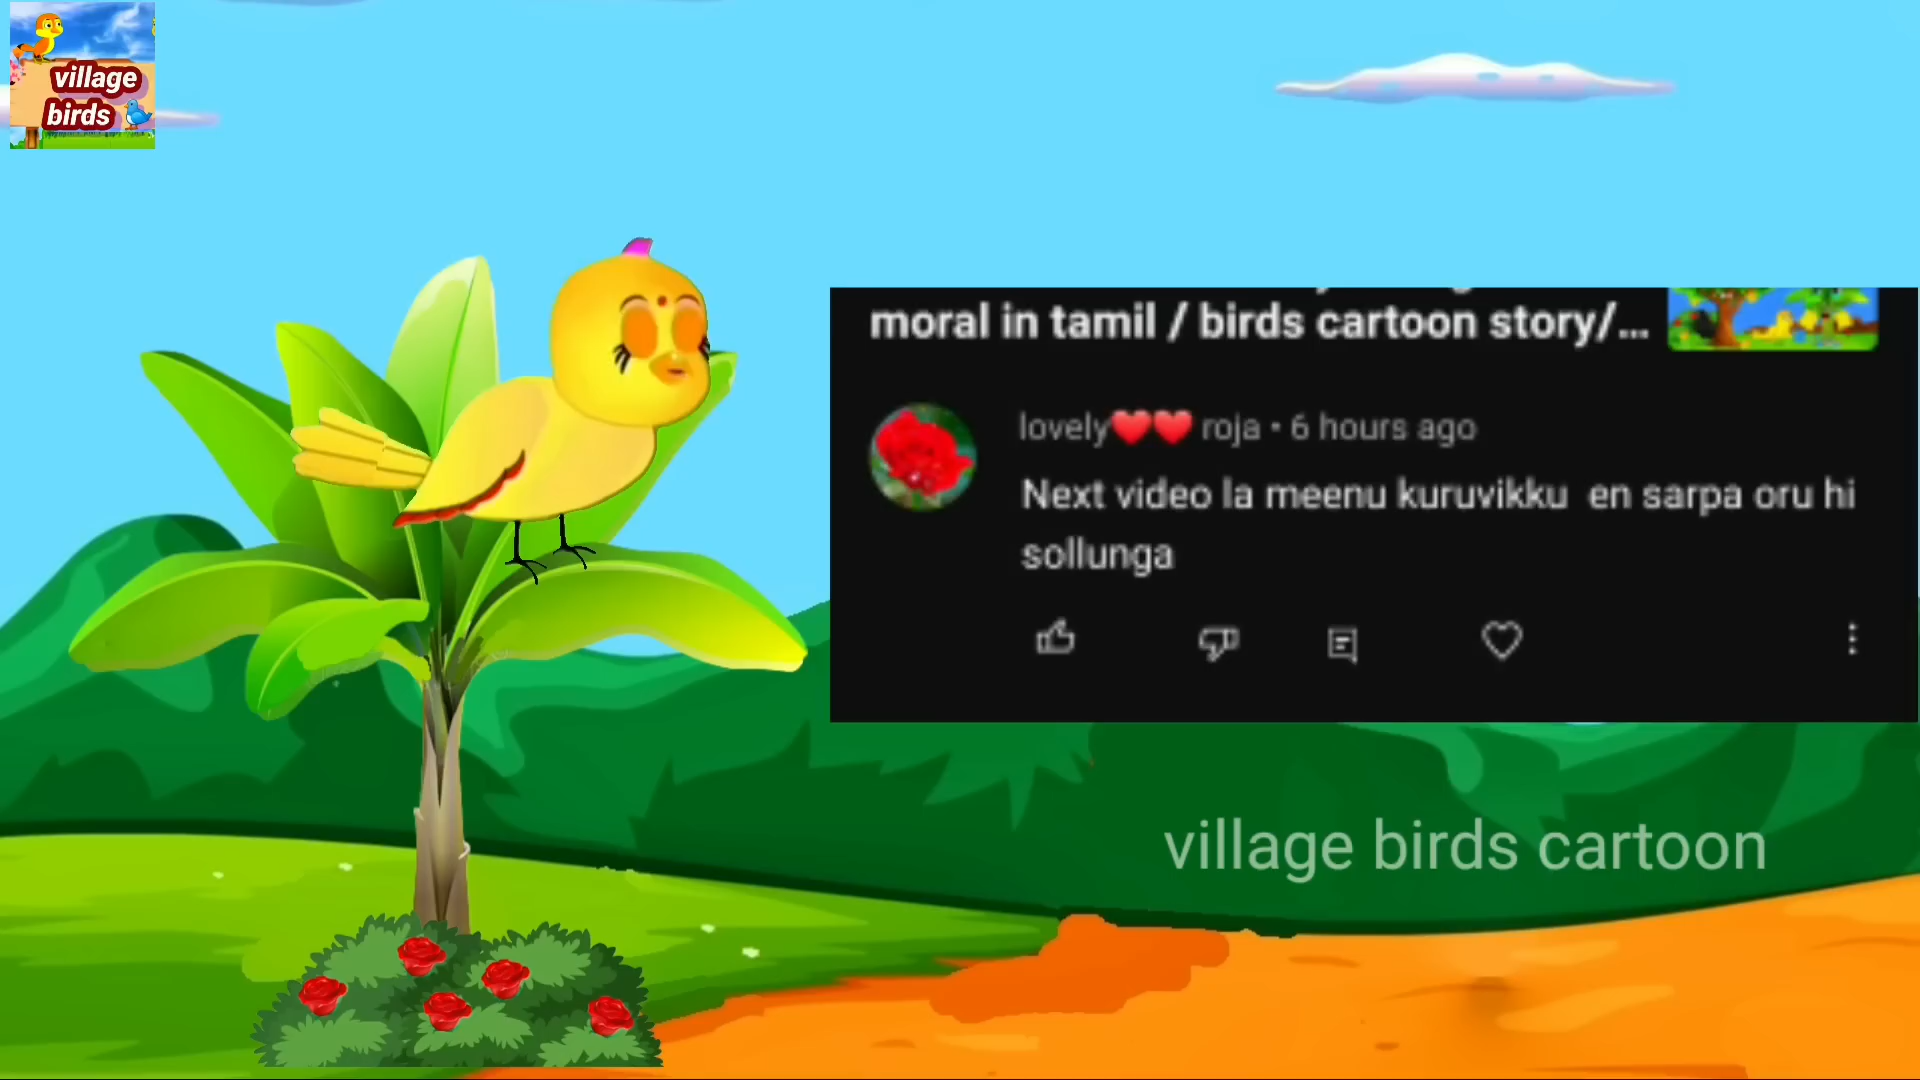 village
birds
moral in tamil / birds cartoon story/...
lovely❤️❤️ roja • 6 hours ago
Next video la meenu kuruvikku en sarpa oru hi
sollunga
village birds cartoon